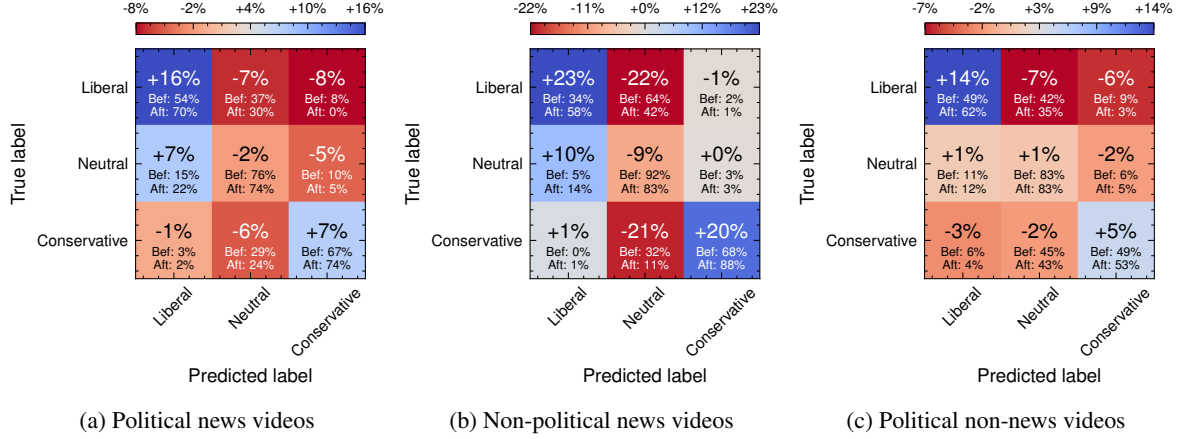 -8% -2% +4% +10% +16%
True label
Liberal
+16% -7% -8%
Bef: 54% Bef: 37% Bef: 8%
Aft: 70% Aft: 30% Aft: 0%
Neutral
+7% -2% -5%
Bef: 15% Bef: 76% Bef: 10%
Aft: 22% Aft: 74% Aft: 5%
Conservative
-1% -6% +7%
Bef: 3% Bef: 29% Bef: 67%
Aft: 2% Aft: 24% Aft: 74%
Liberal Neutral Conservative
Predicted label
(a) Political news videos
-22% -11% +0% +12% +23%
True label
Liberal
+23% -22% -1%
Bef: 34% Bef: 64% Bef: 2%
Aft: 58% Aft: 42% Aft: 1%
Neutral
+10% -9% +0%
Bef: 5% Bef: 92% Bef: 3%
Aft: 14% Aft: 83% Aft: 3%
Conservative
+1% -21% +20%
Bef: 0% Bef: 32% Bef: 68%
Aft: 1% Aft: 11% Aft: 88%
Liberal Neutral Conservative
Predicted label
(b) Non-political news videos
-7% -2% +3% +9% +14%
True label
Liberal
+14% -7% -6%
Bef: 49% Bef: 42% Bef: 9%
Aft: 62% Aft: 35% Aft: 3%
Neutral
+1% +1% -2%
Bef: 11% Bef: 83% Bef: 6%
Aft: 12% Aft: 83% Aft: 5%
Conservative
-3% -2% +5%
Bef: 6% Bef: 45% Bef: 49%
Aft: 4% Aft: 43% Aft: 53%
Liberal Neutral Conservative
Predicted label
(c) Political non-news videos